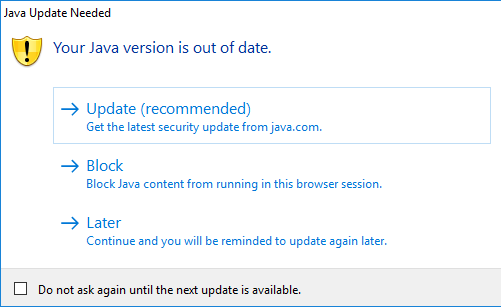 Java Update Needed
Your Java version is out of date.
Update (recommended)
Get the latest security update from java.com.
Block
Block Java content from running in this browser session.
Later
Continue and you will be reminded to update again later.
Do not ask again until the next update is available.